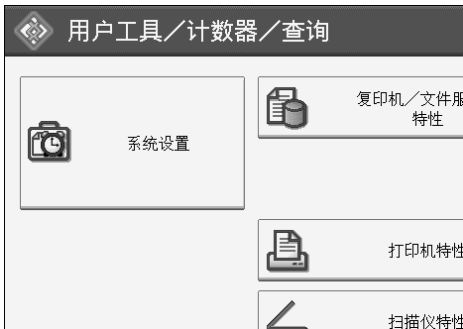 用户工具／计数器／查询
系统设置
复印机／文件服
特性
打印机特性
扫描仪特性